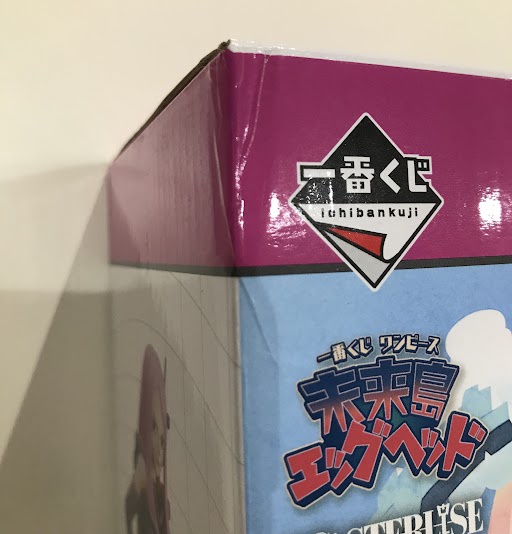 一番くじ
ichibankuji
一番くじ ワンピース
未来島
エッグヘッド